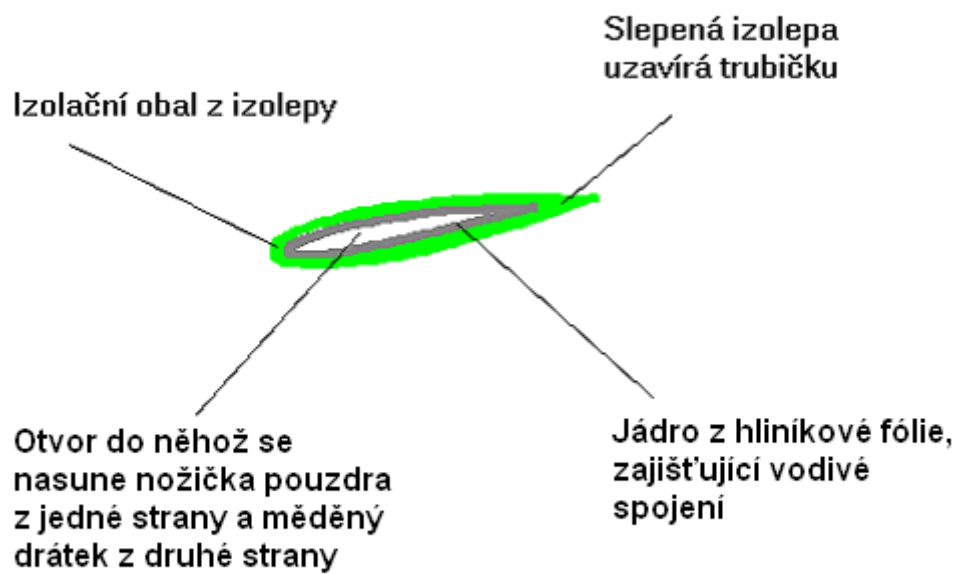 Slepená izolepa
uzavírá trubičku
Izolační obal z izolepy
Otvor do něhož se
nasune nožička pouzdra
z jedné strany a měděný
drátek z druhé strany
Jádro z hliníkové fólie,
zajišťující vodivé
spojení